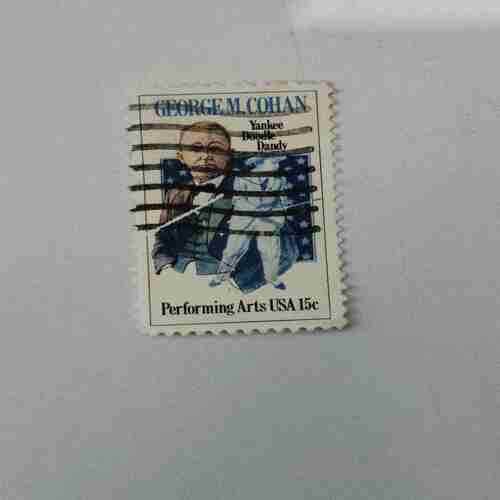 GEORGE M. COHAN
Yankee
Doodle
Dandy
Performing Arts USA 15c